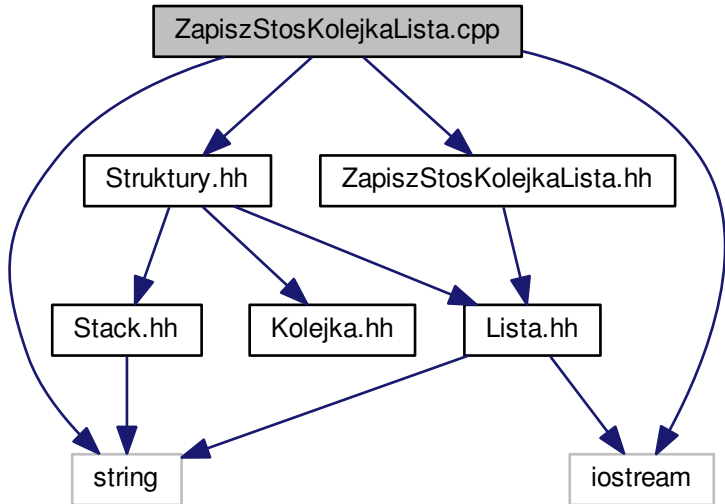 ZapiszStosKolejkaLista.cpp
Struktury.hh
ZapiszStosKolejkaLista.hh
Stack.hh
Kolejka.hh
Lista.hh
string
iostream